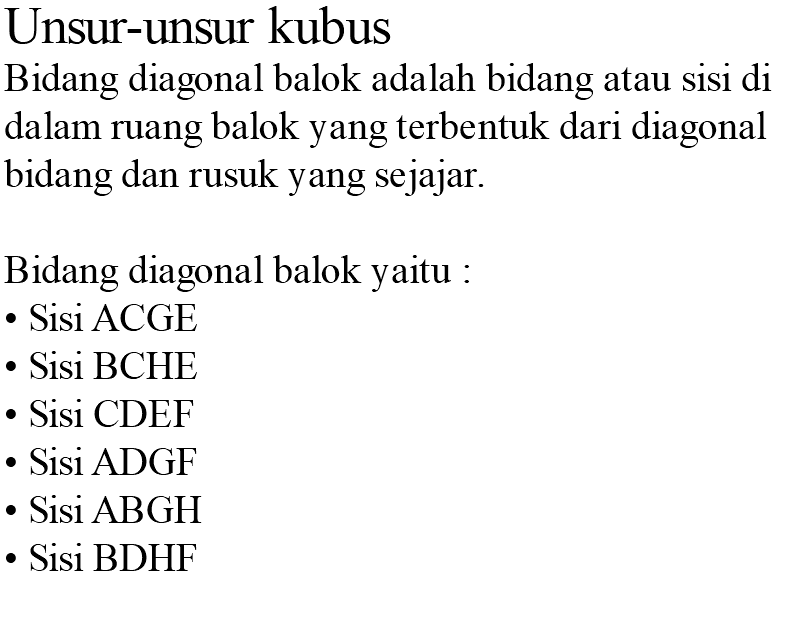 Unsur-unsur kubus
Bidang diagonal balok adalah bidang atau sisi di
dalam ruang balok yang terbentuk dari diagonal
bidang dan rusuk yang sejajar.
Bidang diagonal balok yaitu :
• Sisi ACGE
• Sisi BCHE
• Sisi CDEF
• Sisi ADGF
• Sisi ABGH
• Sisi BDHF